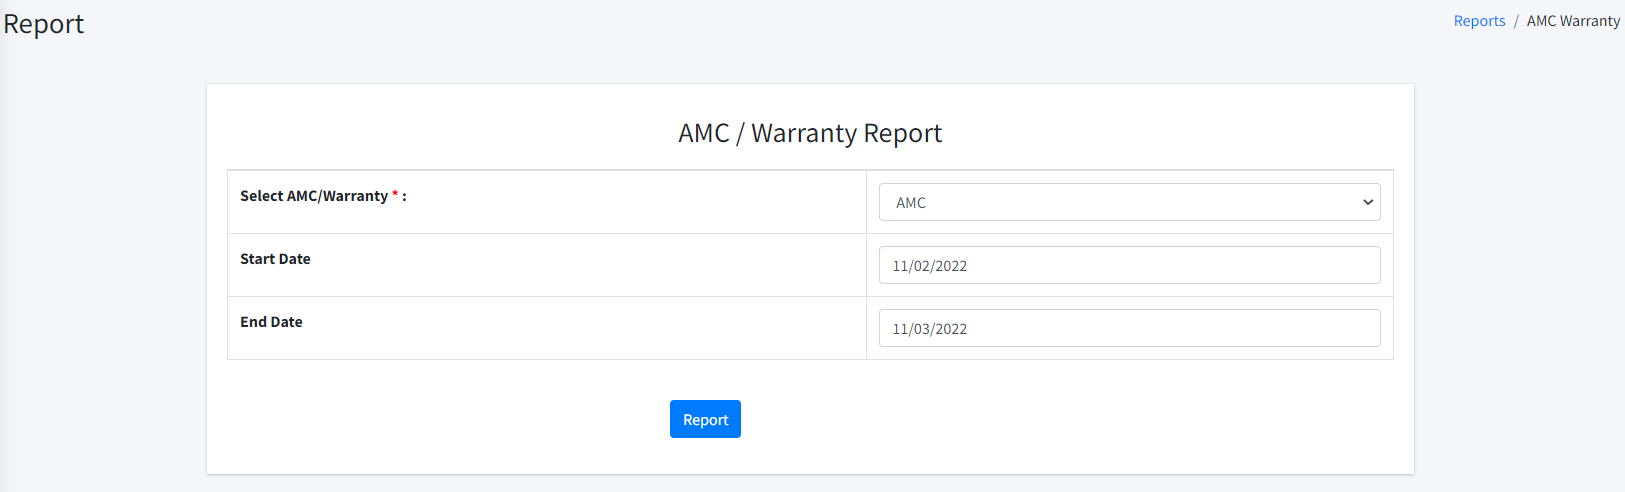 Report
Reports / AMC Warranty
AMC / Warranty Report
Select AMC/Warranty * :
AMC
Start Date
11/02/2022
End Date
11/03/2022
Report